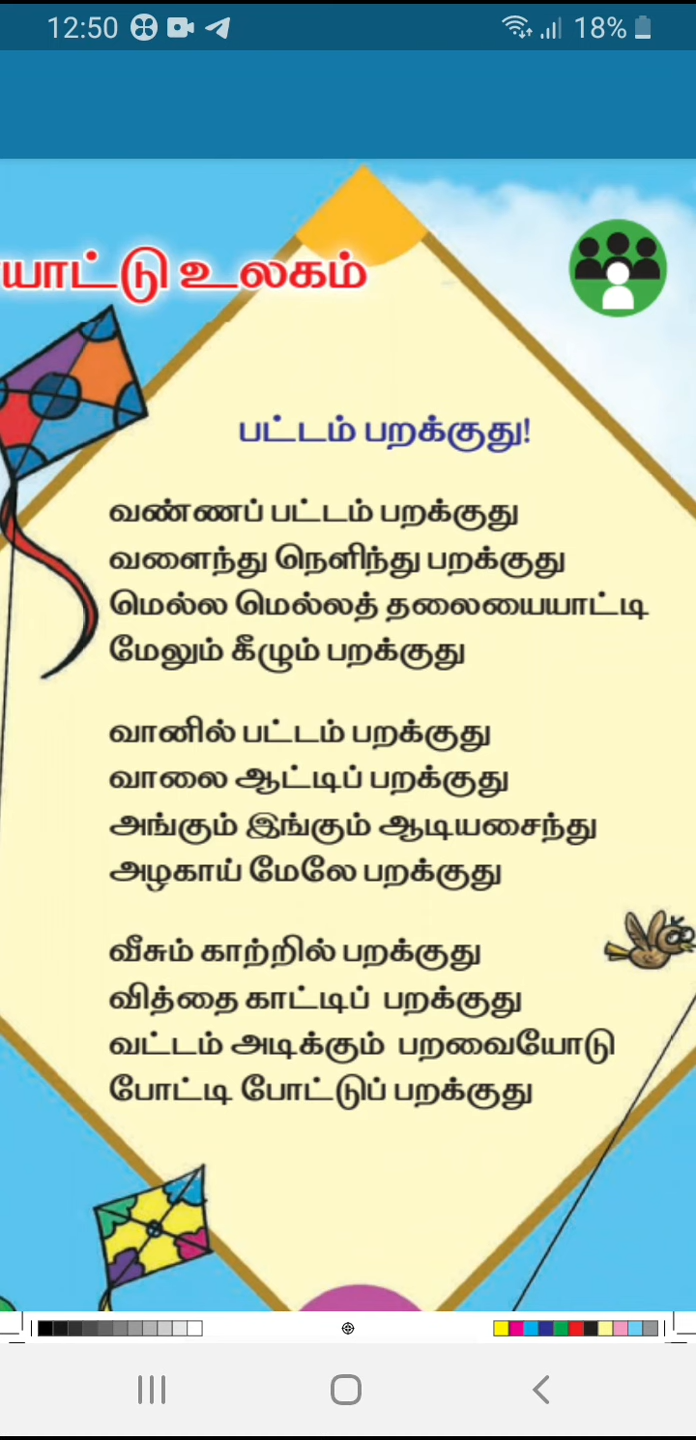 12:50
18%
யாட்டு உலகம்
பட்டம் பறக்குது!
வண்ணப் பட்டம் பறக்குது
வளைந்து நெளிந்து பறக்குது
மெல்ல மெல்லத் தலையையாட்டி
மேலும் கீழும் பறக்குது
வானில் பட்டம் பறக்குது
வாலை ஆட்டிப் பறக்குது
அங்கும் இங்கும் ஆடியசைந்து
அழகாய் மேலே பறக்குது
வீசும் காற்றில் பறக்குது
வித்தை காட்டிப் பறக்குது
வட்டம் அடிக்கும் பறவையோடு
போட்டி போட்டுப் பறக்குது